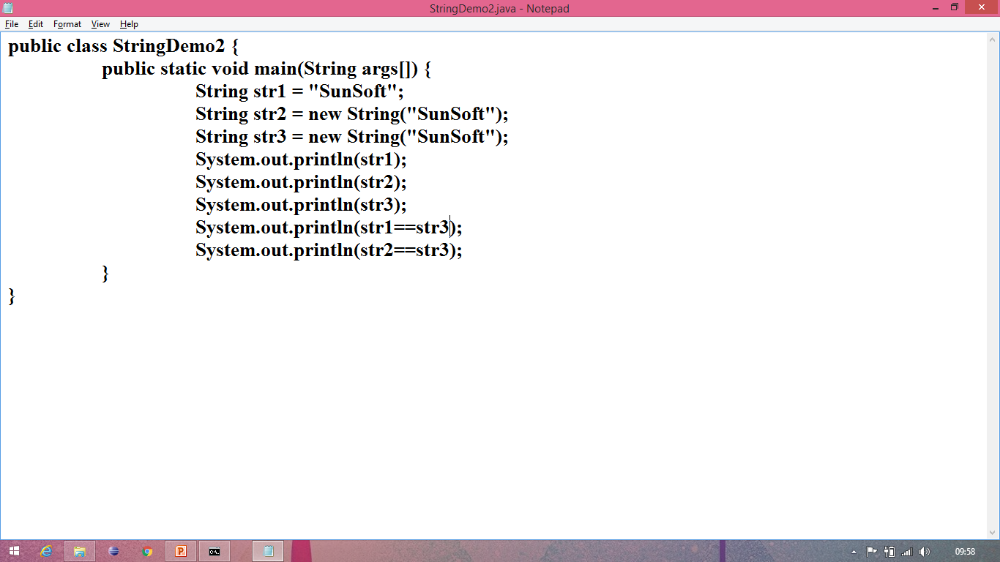 StringDemo2.java - Notepad
File Edit Format View Help
public class StringDemo2 {
public static void main(String args[]) {
String str1 = "SunSoft";
String str2 = new String("SunSoft");
String str3 = new String("SunSoft");
System.out.println(str1);
System.out.println(str2);
System.out.println(str3);
System.out.println(str1==str3);
System.out.println(str2==str3);
}
}
09:58